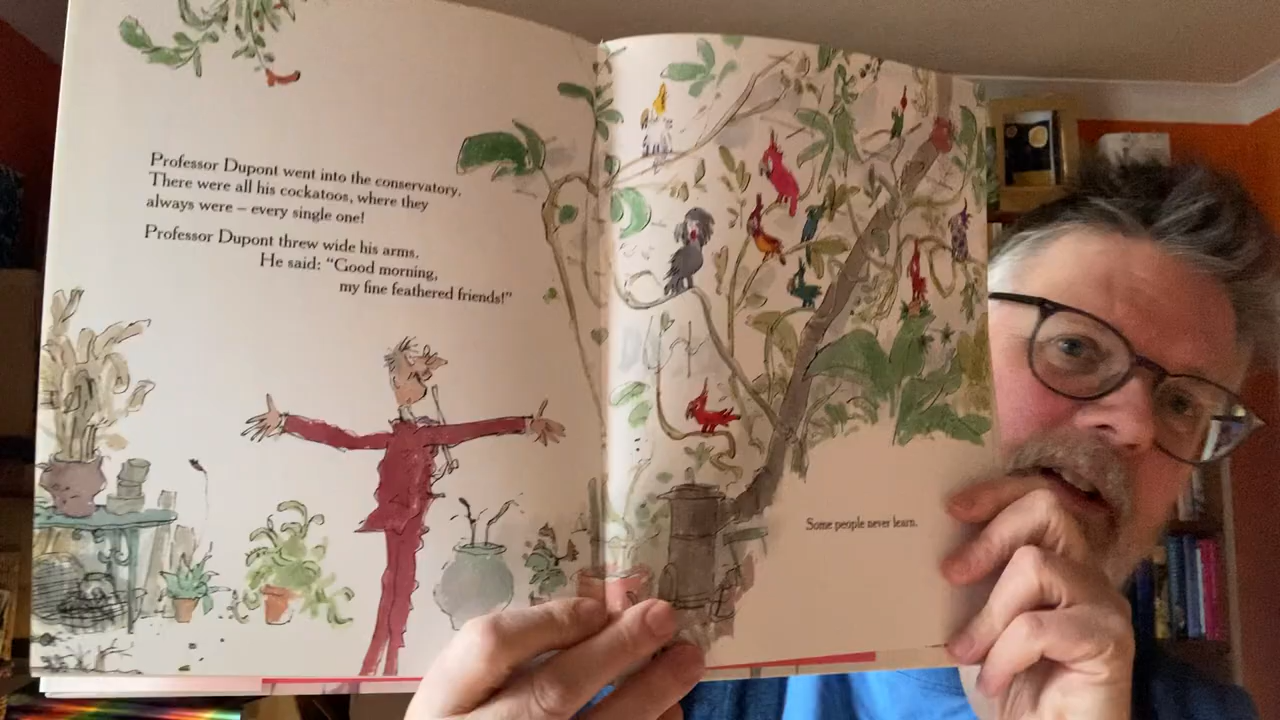 Professor Dupont went into the conservatory.
There were all his cockatoos, where they
always were – every single one!
Professor Dupont threw wide his arms.
He said: “Good morning,
my fine feathered friends!”
Some people never learn.